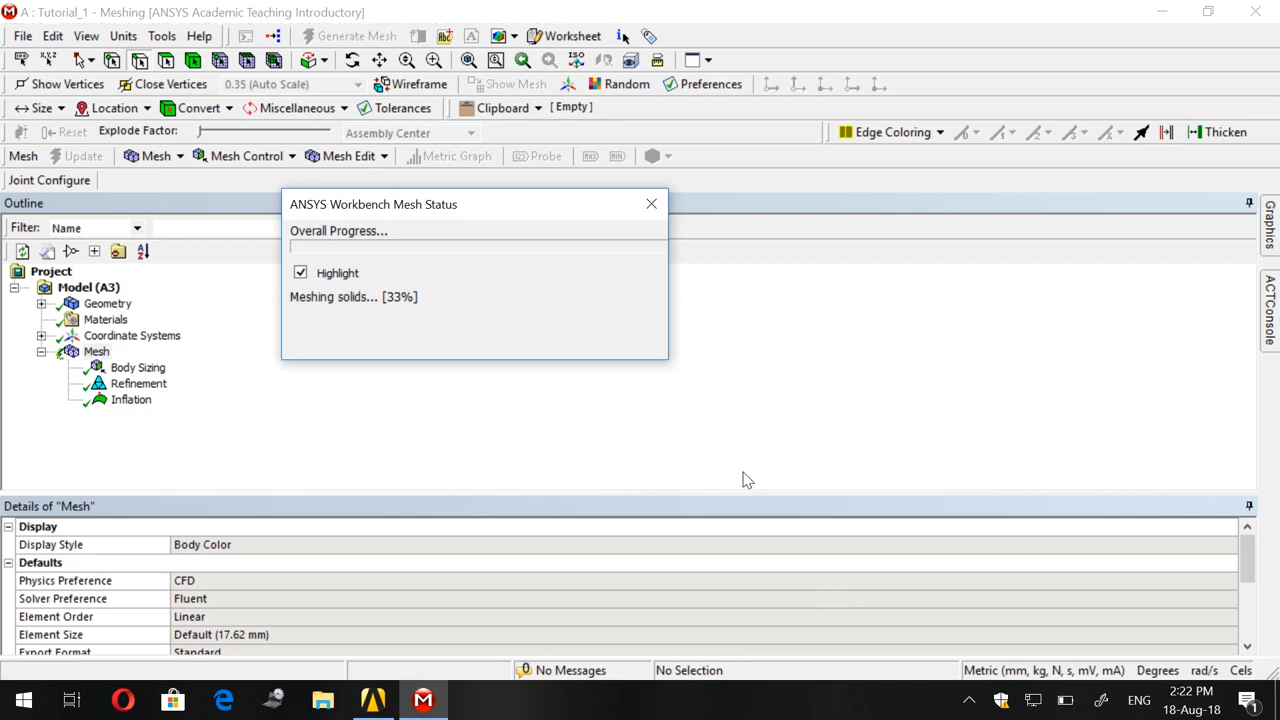 A : Tutorial_1 - Meshing [ANSYS Academic Teaching Introductory]
File Edit View Units Tools Help Generate Mesh A Worksheet i
Show Vertices Close Vertices 0.35 (Auto Scale) Wireframe Show Mesh Random Preferences
Size Location Convert Miscellaneous Tolerances Clipboard [ Empty ]
Reset Explode Factor: Assembly Center Edge Coloring Thicken
Mesh Update Mesh Mesh Control Mesh Edit Metric Graph Probe MAX MIN
Joint Configure
Outline
Filter: Name
Project
Model (A3)
Geometry
Materials
Coordinate Systems
Mesh
Body Sizing
Refinement
Inflation
ANSYS Workbench Mesh Status
Overall Progress...
Highlight
Meshing solids... [33%]
Graphics
ACTConsole
Details of "Mesh"
Display
Display Style Body Color
Defaults
Physics Preference CFD
Solver Preference Fluent
Element Order Linear
Element Size Default (17.62 mm)
Export Format Standard
0 No Messages No Selection Metric (mm, kg, N, s, mV, mA) Degrees rad/s Cels
ENG 2:22 PM
18-Aug-18 1